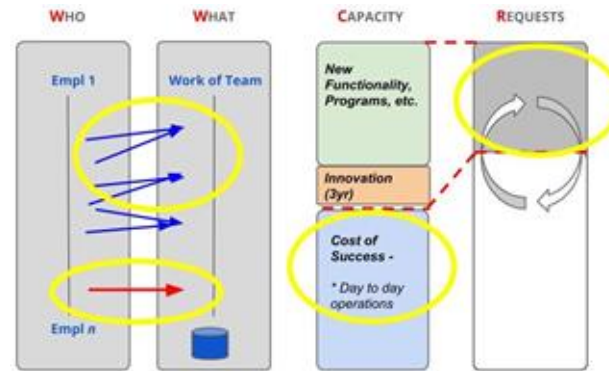 WHO
WHAT
CAPACITY
REQUESTS
Empl 1
Work of Team
Empl n
New
Functionality,
Programs, etc.
Innovation
(3yr)
Cost of
Success -
* Day to day
operations